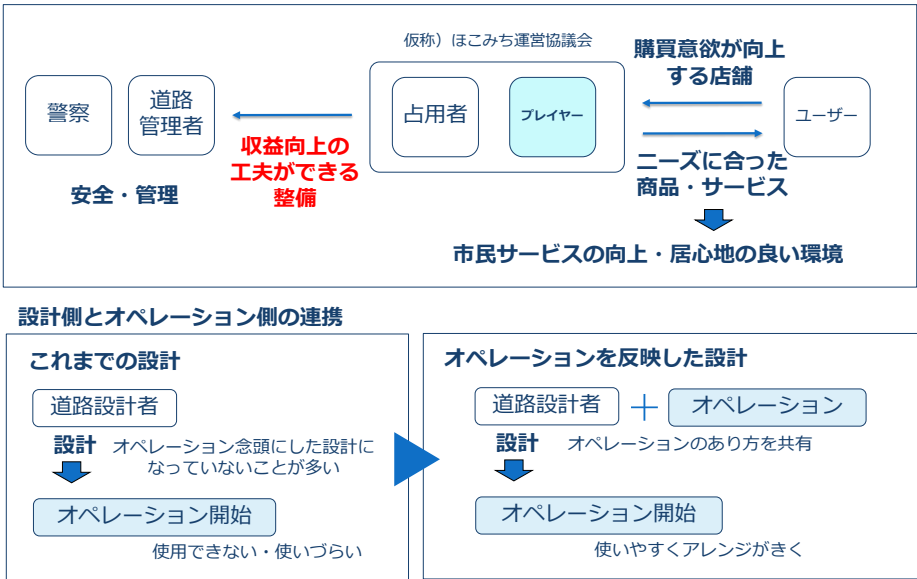 仮称）ほこみち運営協議会
警察
道路
管理者
安全・管理
収益向上の
工夫ができる
整備
占用者
プレイヤー
購買意欲が向上
する店舗
ユーザー
ニーズに合った
商品・サービス
市民サービスの向上・居心地の良い環境
設計側とオペレーション側の連携
これまでの設計
道路設計者
設計
オペレーション念頭にした設計に
なっていないことが多い
オペレーション開始
使用できない・使いづらい
オペレーションを反映した設計
道路設計者
＋
オペレーション
設計
オペレーションのあり方を共有
オペレーション開始
使いやすくアレンジがきく